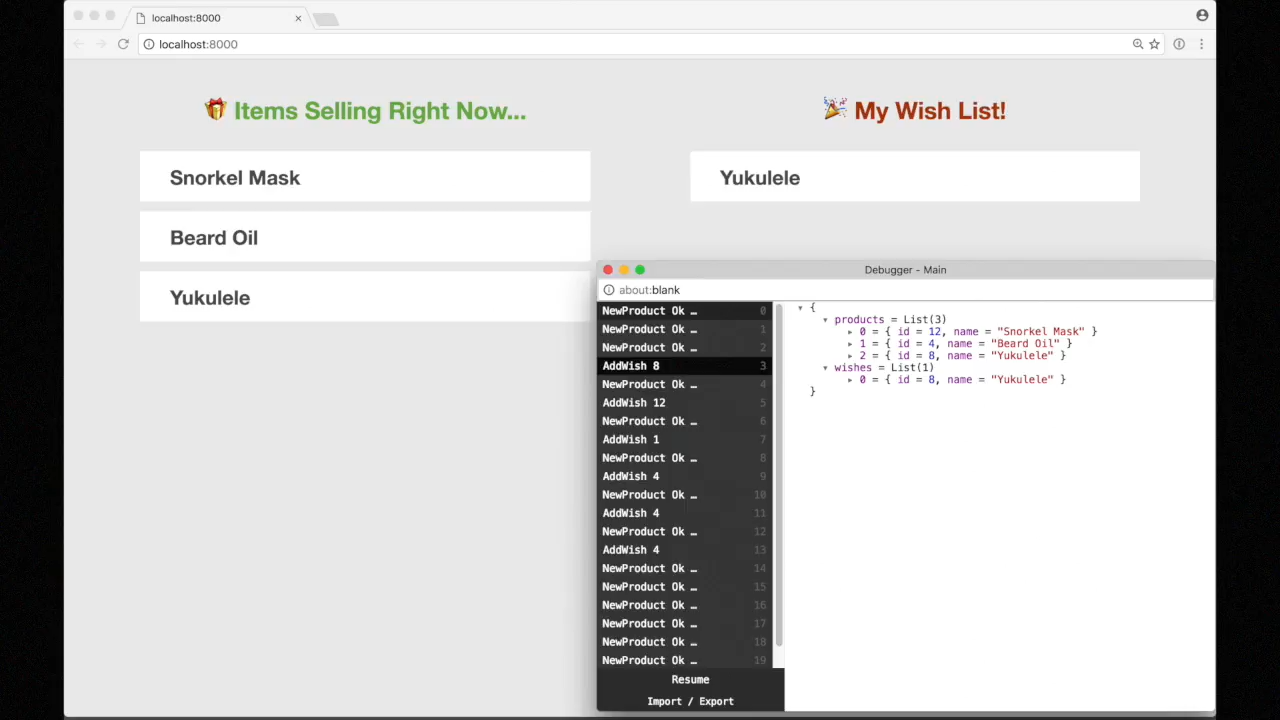 localhost:8000
localhost:8000
Items Selling Right Now...
My Wish List!
Snorkel Mask
Beard Oil
Yukulele
Yukulele
Debugger - Main
about:blank
NewProduct Ok … 0
NewProduct Ok … 1
NewProduct Ok … 2
AddWish 8 3
NewProduct Ok … 4
AddWish 12 5
NewProduct Ok … 6
AddWish 1 7
NewProduct Ok … 8
AddWish 4 9
NewProduct Ok … 10
AddWish 4 11
NewProduct Ok … 12
AddWish 4 13
NewProduct Ok … 14
NewProduct Ok … 15
NewProduct Ok … 16
NewProduct Ok … 17
NewProduct Ok … 18
NewProduct Ok … 19
Resume
Import / Export
{
products = List(3)
0 = { id = 12, name = "Snorkel Mask" }
1 = { id = 4, name = "Beard Oil" }
2 = { id = 8, name = "Yukulele" }
wishes = List(1)
0 = { id = 8, name = "Yukulele" }
}